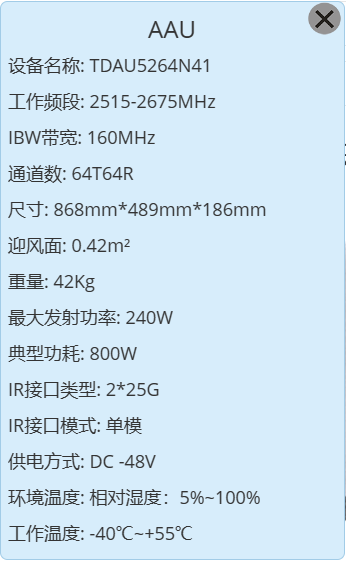 AAU
设备名称: TDAU5264N41
工作频段: 2515-2675MHz
IBW带宽: 160MHz
通道数: 64T64R
尺寸: 868mm*489mm*186mm
迎风面: 0.42m²
重量: 42Kg
最大发射功率: 240W
典型功耗: 800W
IR接口类型: 2*25G
IR接口模式: 单模
供电方式: DC -48V
环境温度: 相对湿度：5%~100%
工作温度: -40℃~+55℃